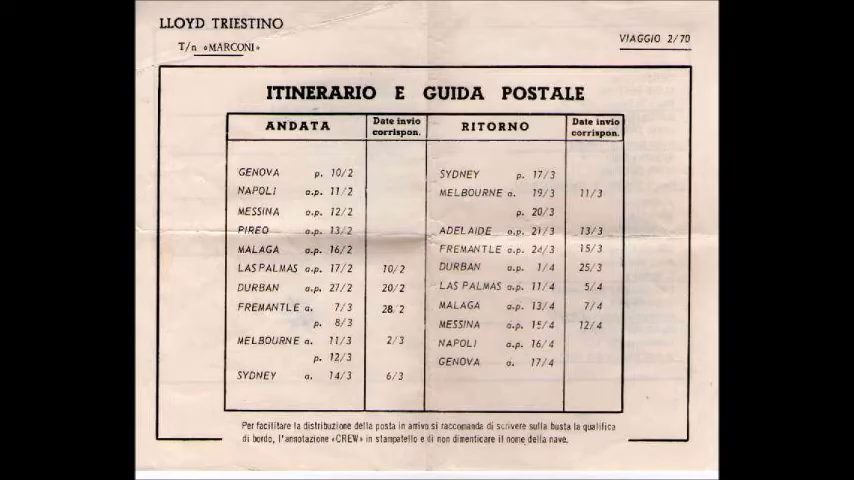 LLOYD TRIESTINO
T/n «MARCONI»
VIAGGIO 2/70
ITINERARIO E GUIDA POSTALE
ANDATA Date invio corrispon. RITORNO Date invio corrispon.
GENOVA p. 10/2 SYDNEY p. 17/3
NAPOLI a.p. 11/2 MELBOURNE a. 19/3 11/3
MESSINA a.p. 12/2 p. 20/3
PIREO a.p. 13/2 ADELAIDE a.p. 21/3 13/3
MALAGA a.p. 16/2 FREMANTLE a.p. 24/3 15/3
LAS PALMAS a.p. 17/2 10/2 DURBAN a.p. 1/4 25/3
DURBAN a.p. 27/2 20/2 LAS PALMAS a.p. 11/4 5/4
FREMANTLE a. 7/3 28/2 MALAGA a.p. 13/4 7/4
p. 8/3 MESSINA a.p. 15/4 12/4
MELBOURNE a. 11/3 2/3 NAPOLI a.p. 16/4
p. 12/3 GENOVA a. 17/4
SYDNEY a. 14/3 6/3
Per facilitare la distribuzione della posta in arrivo si raccomanda di scrivere sulla busta la qualifica
di bordo, l'annotazione «CREW» in stampatello e di non dimenticare il nome della nave.